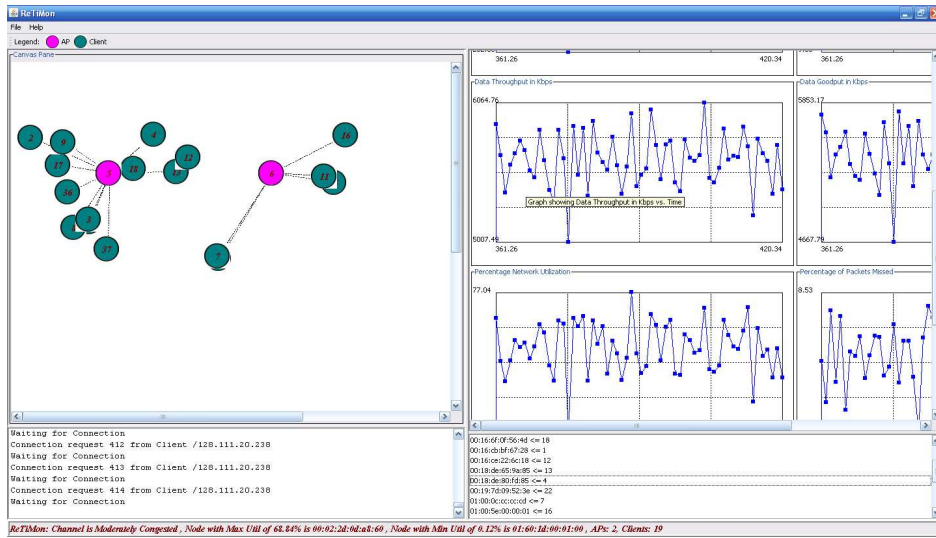 ReTiMon
File Help
Legend: AP Client
Canvas Pane
2
9
4
17
5
18
12
13
36
3
8
37
16
6
11
7
361.26 420.34
Data Throughput in Kbps
6064.76
Graph showing Data Throughput in Kbps vs. Time
5007.49
361.26 420.34
Data Goodput in Kbps
5853.17
4667.79
361.26
Percentage Network Utilization
77.04
Percentage of Packets Missed
8.53
Waiting for Connection
Connection request 412 from Client /128.111.20.238
Waiting for Connection
Connection request 413 from Client /128.111.20.238
Waiting for Connection
Connection request 414 from Client /128.111.20.238
Waiting for Connection
00:16:6f:0f:56:4d <= 18
00:16:cb:bf:67:28 <= 1
00:16:ce:22:6c:18 <= 12
00:18:de:65:9a:85 <= 13
00:18:de:80:fd:85 <= 4
00:19:7d:09:52:3e <= 22
01:00:0c:cc:cc:cd <= 7
01:00:5e:00:00:01 <= 16
ReTiMon: Channel is Moderately Congested , Node with Max Util of 68.84% is 00:02:2d:0d:a8:60 , Node with Min Util of 0.12% is 01:60:1d:00:01:00 , APs: 2, Clients: 19